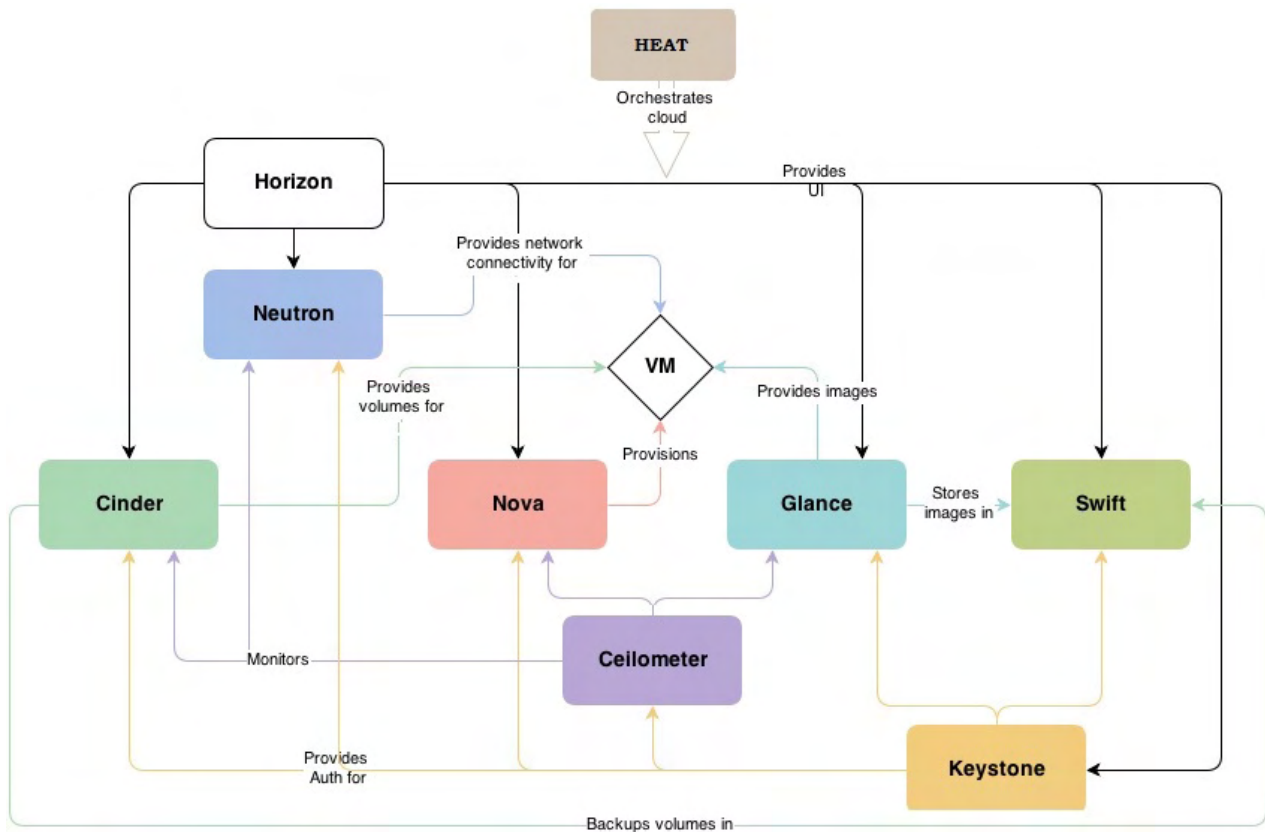 HEAT
Orchestrates
cloud
Horizon
Provides
UI
Provides network
connectivity for
Neutron
VM
Provides
volumes for
Provides images
Provisions
Cinder
Nova
Glance
Stores
images in
Swift
Ceilometer
Monitors
Provides
Auth for
Keystone
Backups volumes in